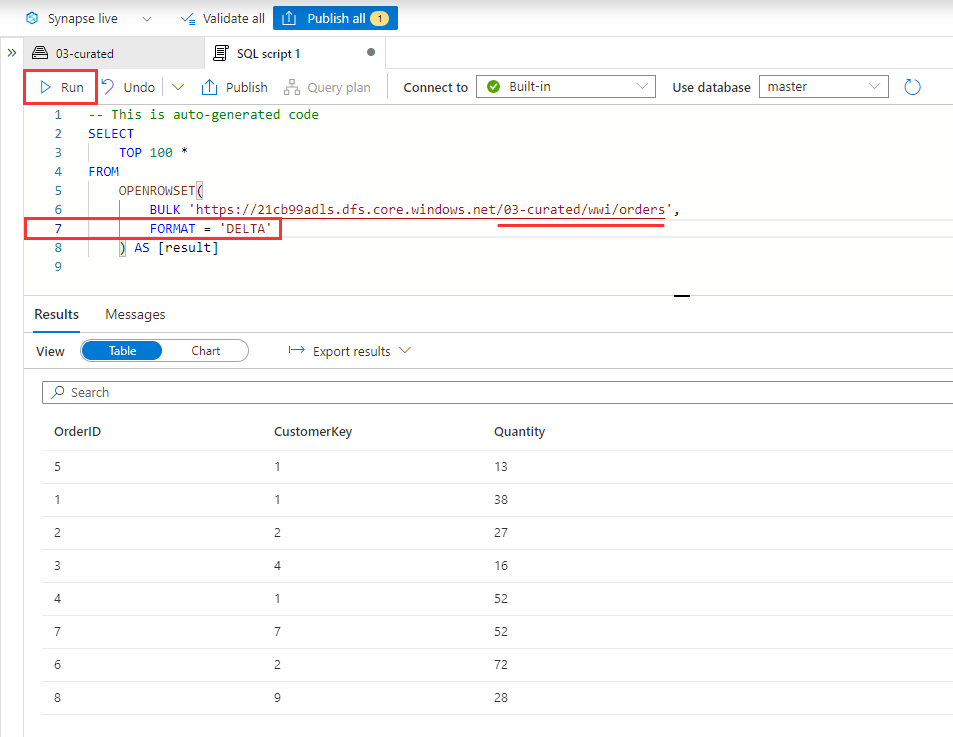 Synapse live Validate all Publish all 1
03-curated SQL script 1
Run Undo Publish Query plan Connect to Built-in Use database master
1 -- This is auto-generated code
2 SELECT
3 TOP 100 *
4 FROM
5 OPENROWSET(
6 BULK 'https://21cb99adls.dfs.core.windows.net/03-curated/wwi/orders',
7 FORMAT = 'DELTA'
8 ) AS [result]
9
Results Messages
View Table Chart Export results
Search
OrderID CustomerKey Quantity
5 1 13
1 1 38
2 2 27
3 4 16
4 1 52
7 7 52
6 2 72
8 9 28